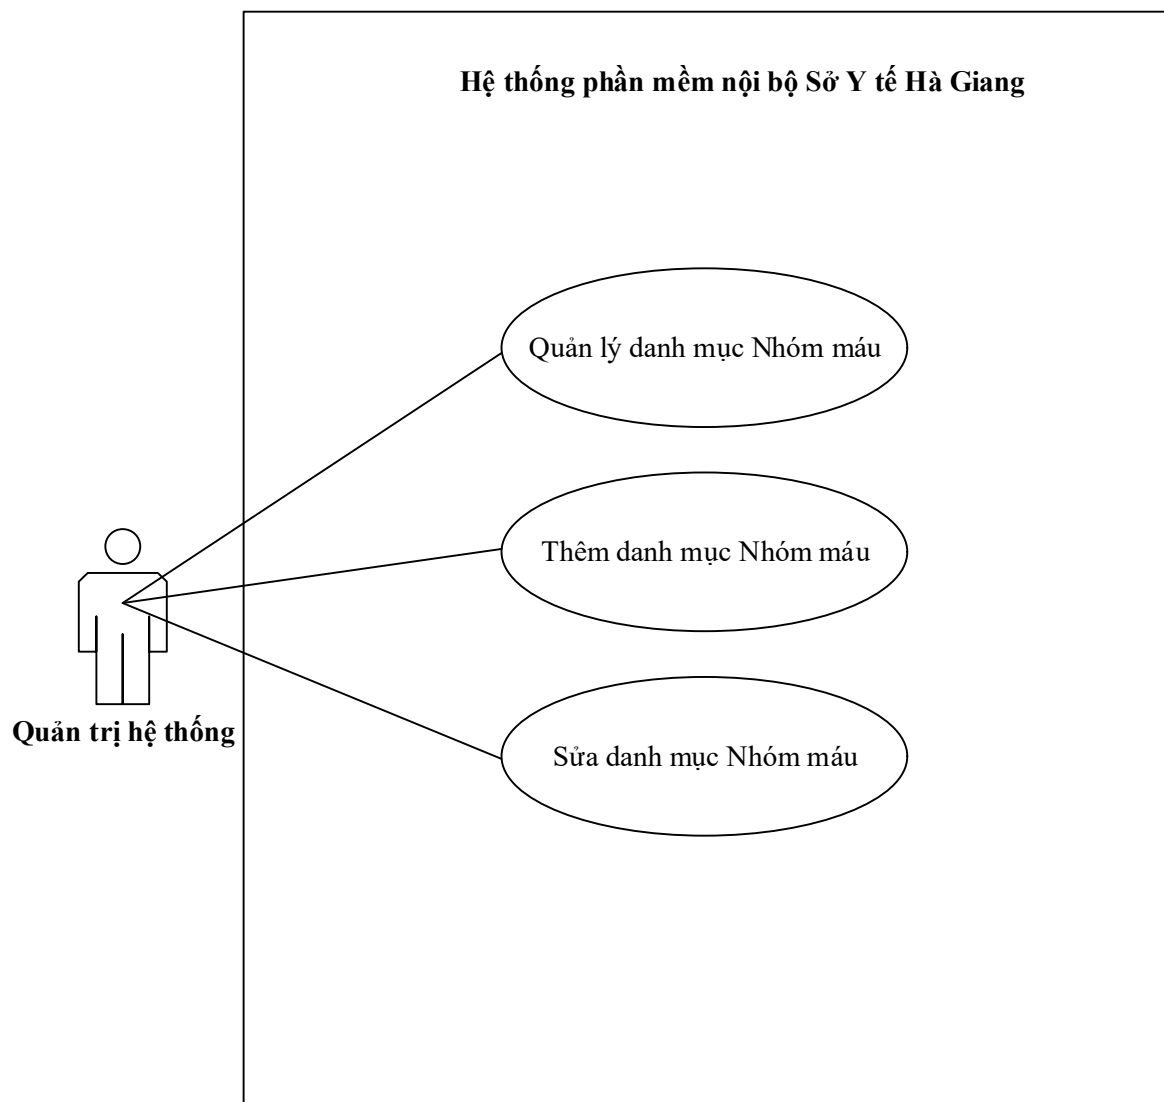 Hệ thống phần mềm nội bộ Sở Y tế Hà Giang
Quản lý danh mục Nhóm máu
Thêm danh mục Nhóm máu
Quản trị hệ thống
Sửa danh mục Nhóm máu